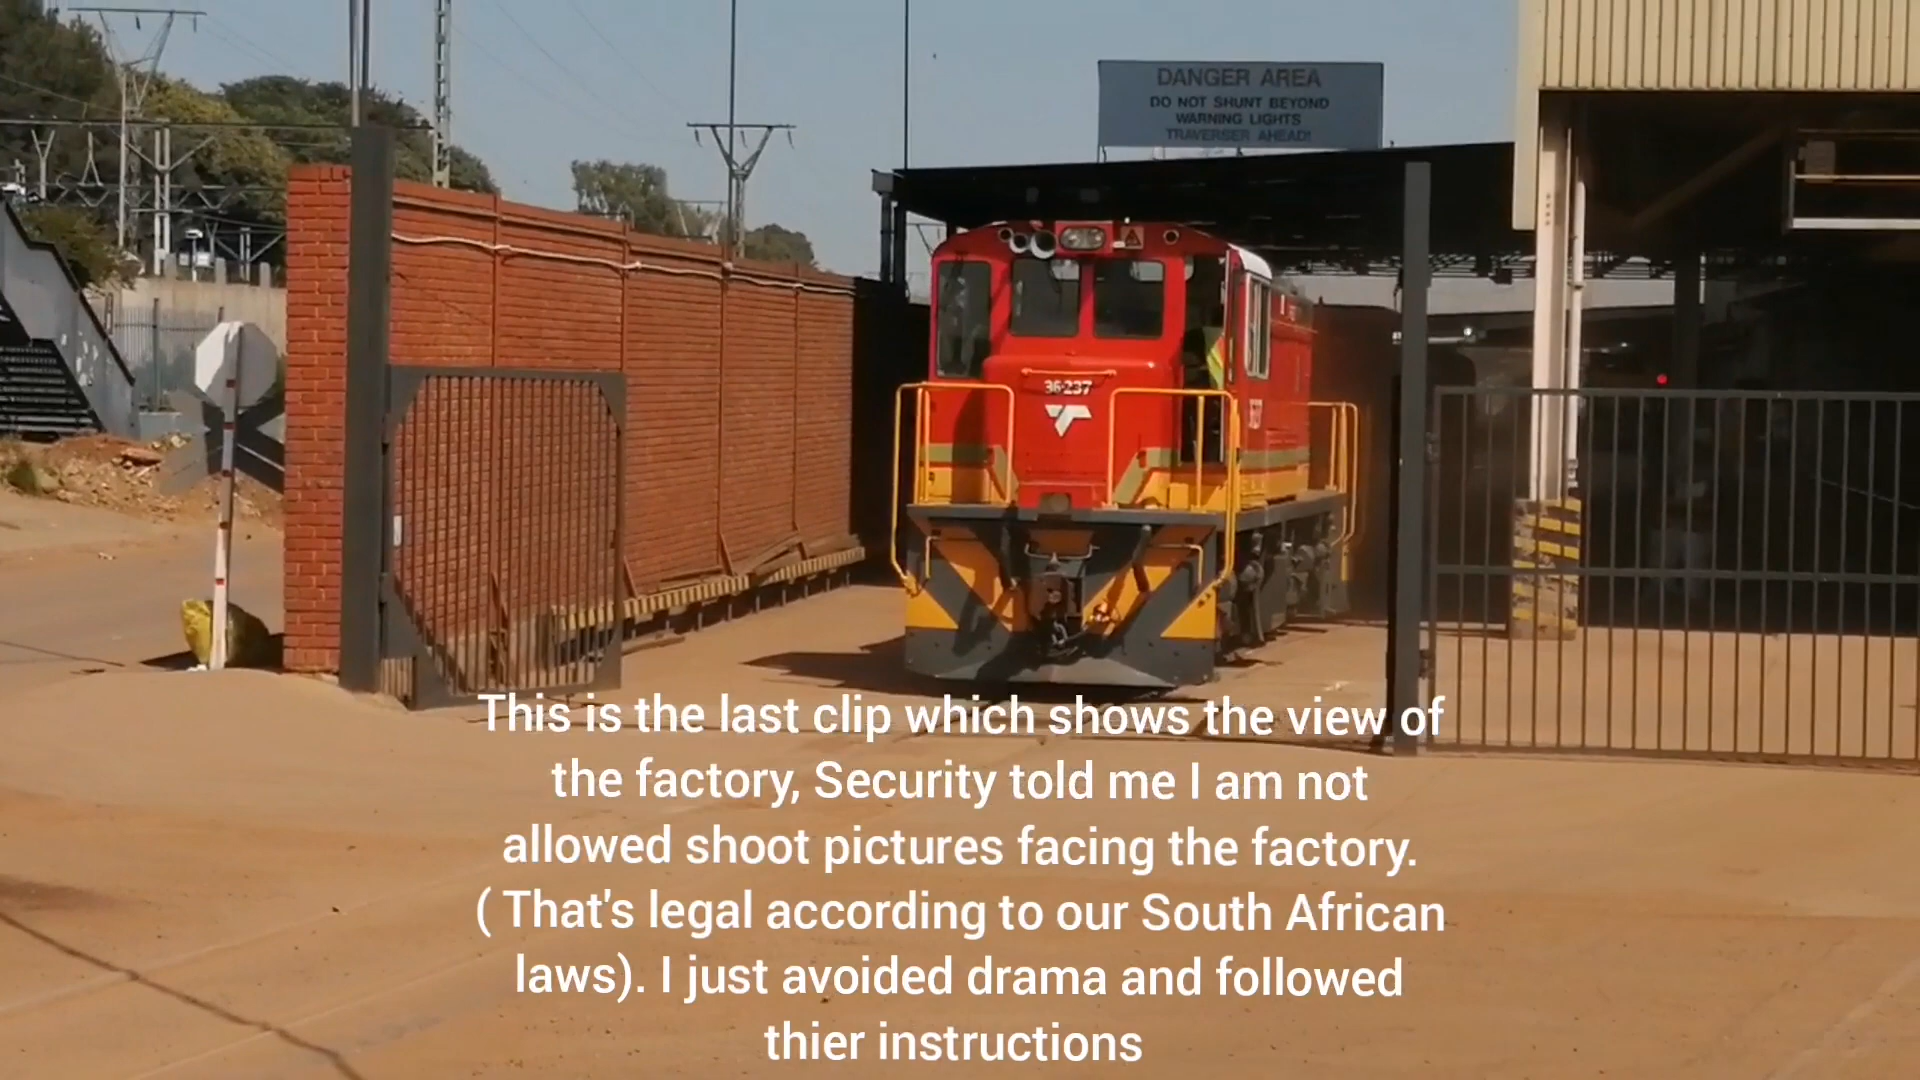 DANGER AREA
DO NOT SHUNT BEYOND
WARNING LIGHTS
TRAVERSER AHEAD!
36-237
This is the last clip which shows the view of
the factory, Security told me I am not
allowed shoot pictures facing the factory.
( That's legal according to our South African
laws). I just avoided drama and followed
thier instructions